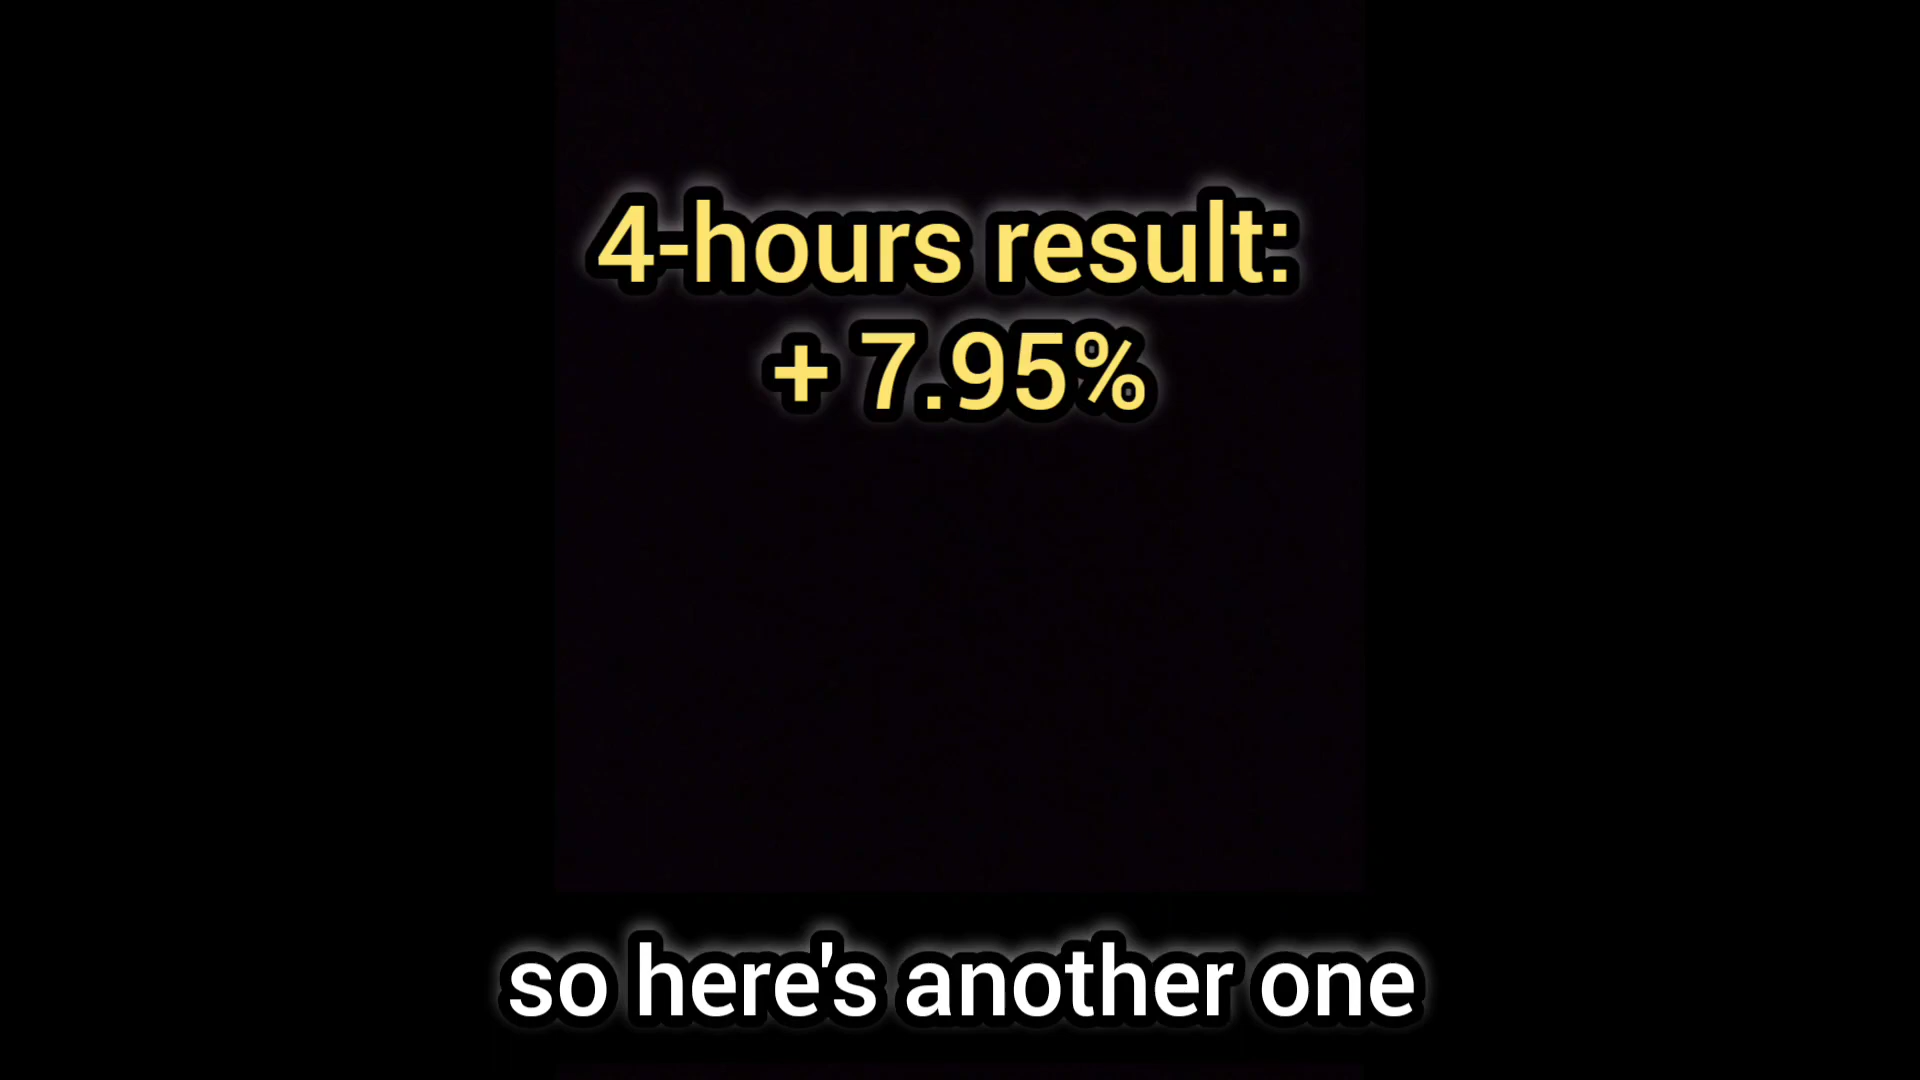 4-hours result:
+ 7.95%
so here's another one